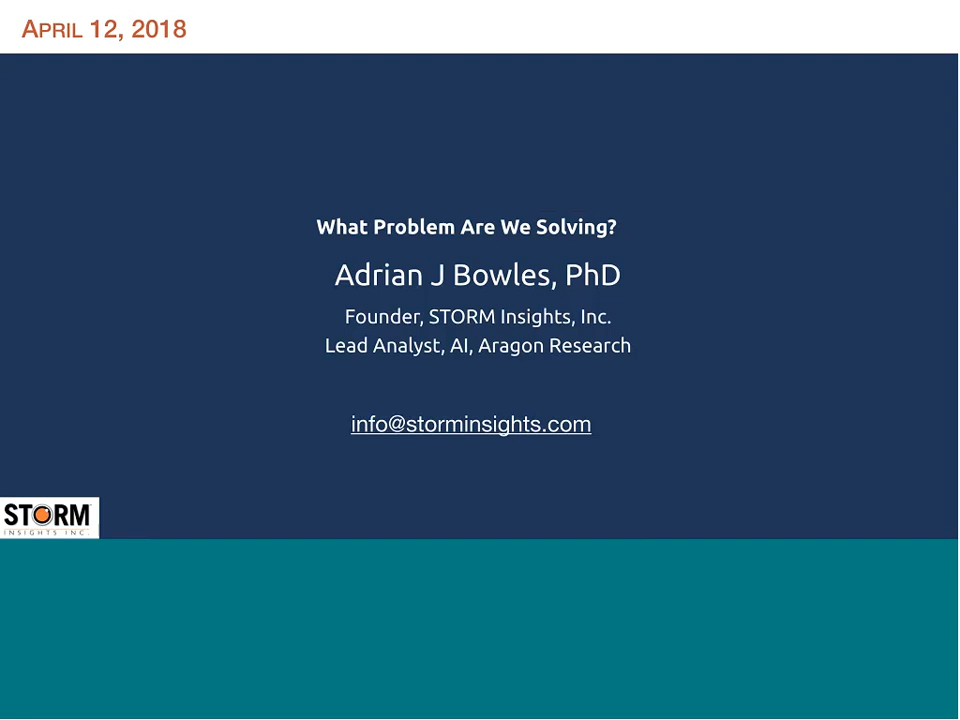 APRIL 12, 2018
What Problem Are We Solving?
Adrian J Bowles, PhD
Founder, STORM Insights, Inc.
Lead Analyst, AI, Aragon Research
info@storminsights.com
STORM
INSIGHTS INC.